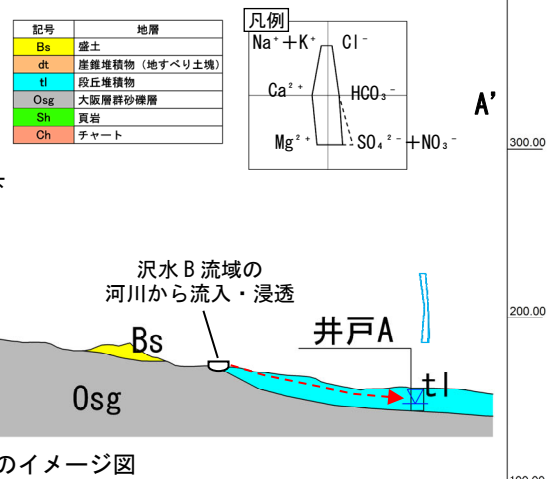 記号 地層
Bs 盛土
dt 崖錐堆積物（地すべり土塊）
tl 段丘堆積物
Osg 大阪層群砂礫層
Sh 頁岩
Ch チャート
凡例
Na⁺＋K⁺ Cl⁻
Ca²⁺ HCO₃⁻
Mg²⁺ SO₄²⁻＋NO₃⁻
A’
300.00
沢水B流域の
河川から流入・浸透
200.00
井戸A
Bs
tl
Osg
のイメージ図